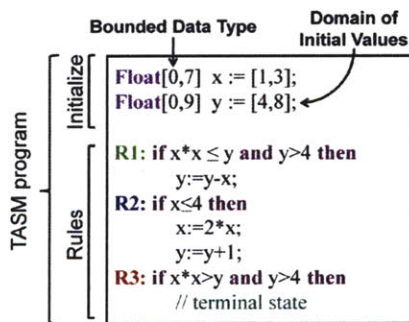 Bounded Data Type
Domain of
Initial Values
TASM program
Initialize
Float[0,7] x := [1,3];
Float[0,9] y := [4,8];
Rules
R1: if x*x ≤ y and y>4 then
y:=y-x;
R2: if x≤4 then
x:=2*x;
y:=y+1;
R3: if x*x>y and y>4 then
// terminal state